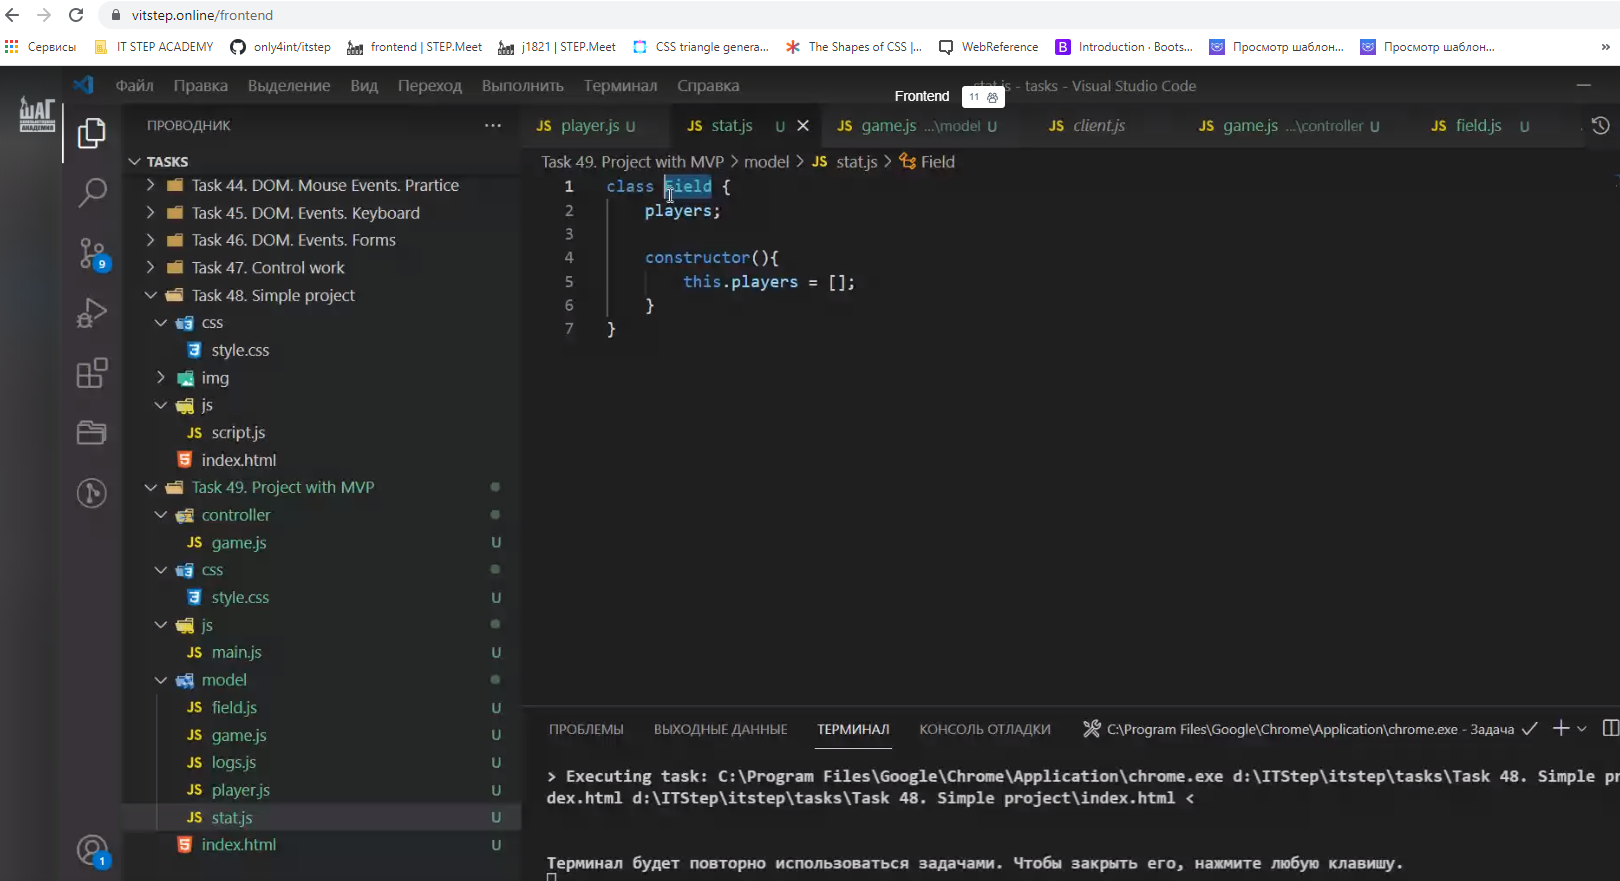 vitstep.online/frontend
Сервисы IT STEP ACADEMY only4int/itstep frontend | STEP.Meet j1821 | STEP.Meet CSS triangle genera... The Shapes of CSS |... WebReference Introduction · Boots... Просмотр шаблон... Просмотр шаблон... »
ШАГ
Файл Правка Выделение Вид Переход Выполнить Терминал Справка stat.js - tasks - Visual Studio Code
Frontend 11
ПРОВОДНИК ...
player.js U stat.js U game.js ...\model U client.js game.js ...\controller U field.js U
TASKS
Task 49. Project with MVP > model > JS stat.js > Field
Task 44. DOM. Mouse Events. Prartice
Task 45. DOM. Events. Keyboard
Task 46. DOM. Events. Forms
Task 47. Control work
Task 48. Simple project
css
style.css
img
JS script.js
js
index.html
Task 49. Project with MVP
controller
JS game.js U
css
style.css U
js
JS main.js U
model
JS field.js U
JS game.js U
JS logs.js U
JS player.js U
JS stat.js U
index.html U
9
1
1 class Field {
2 players;
3
4 constructor(){
5 this.players = [];
6 }
7 }
ПРОБЛЕМЫ ВЫХОДНЫЕ ДАННЫЕ ТЕРМИНАЛ КОНСОЛЬ ОТЛАДКИ C:\Program Files\Google\Chrome\Application\chrome.exe - Задача
> Executing task: C:\Program Files\Google\Chrome\Application\chrome.exe d:\ITStep\itstep\tasks\Task 48. Simple pr
dex.html d:\ITStep\itstep\tasks\Task 48. Simple project\index.html <
Терминал будет повторно использоваться задачами. Чтобы закрыть его, нажмите любую клавишу.